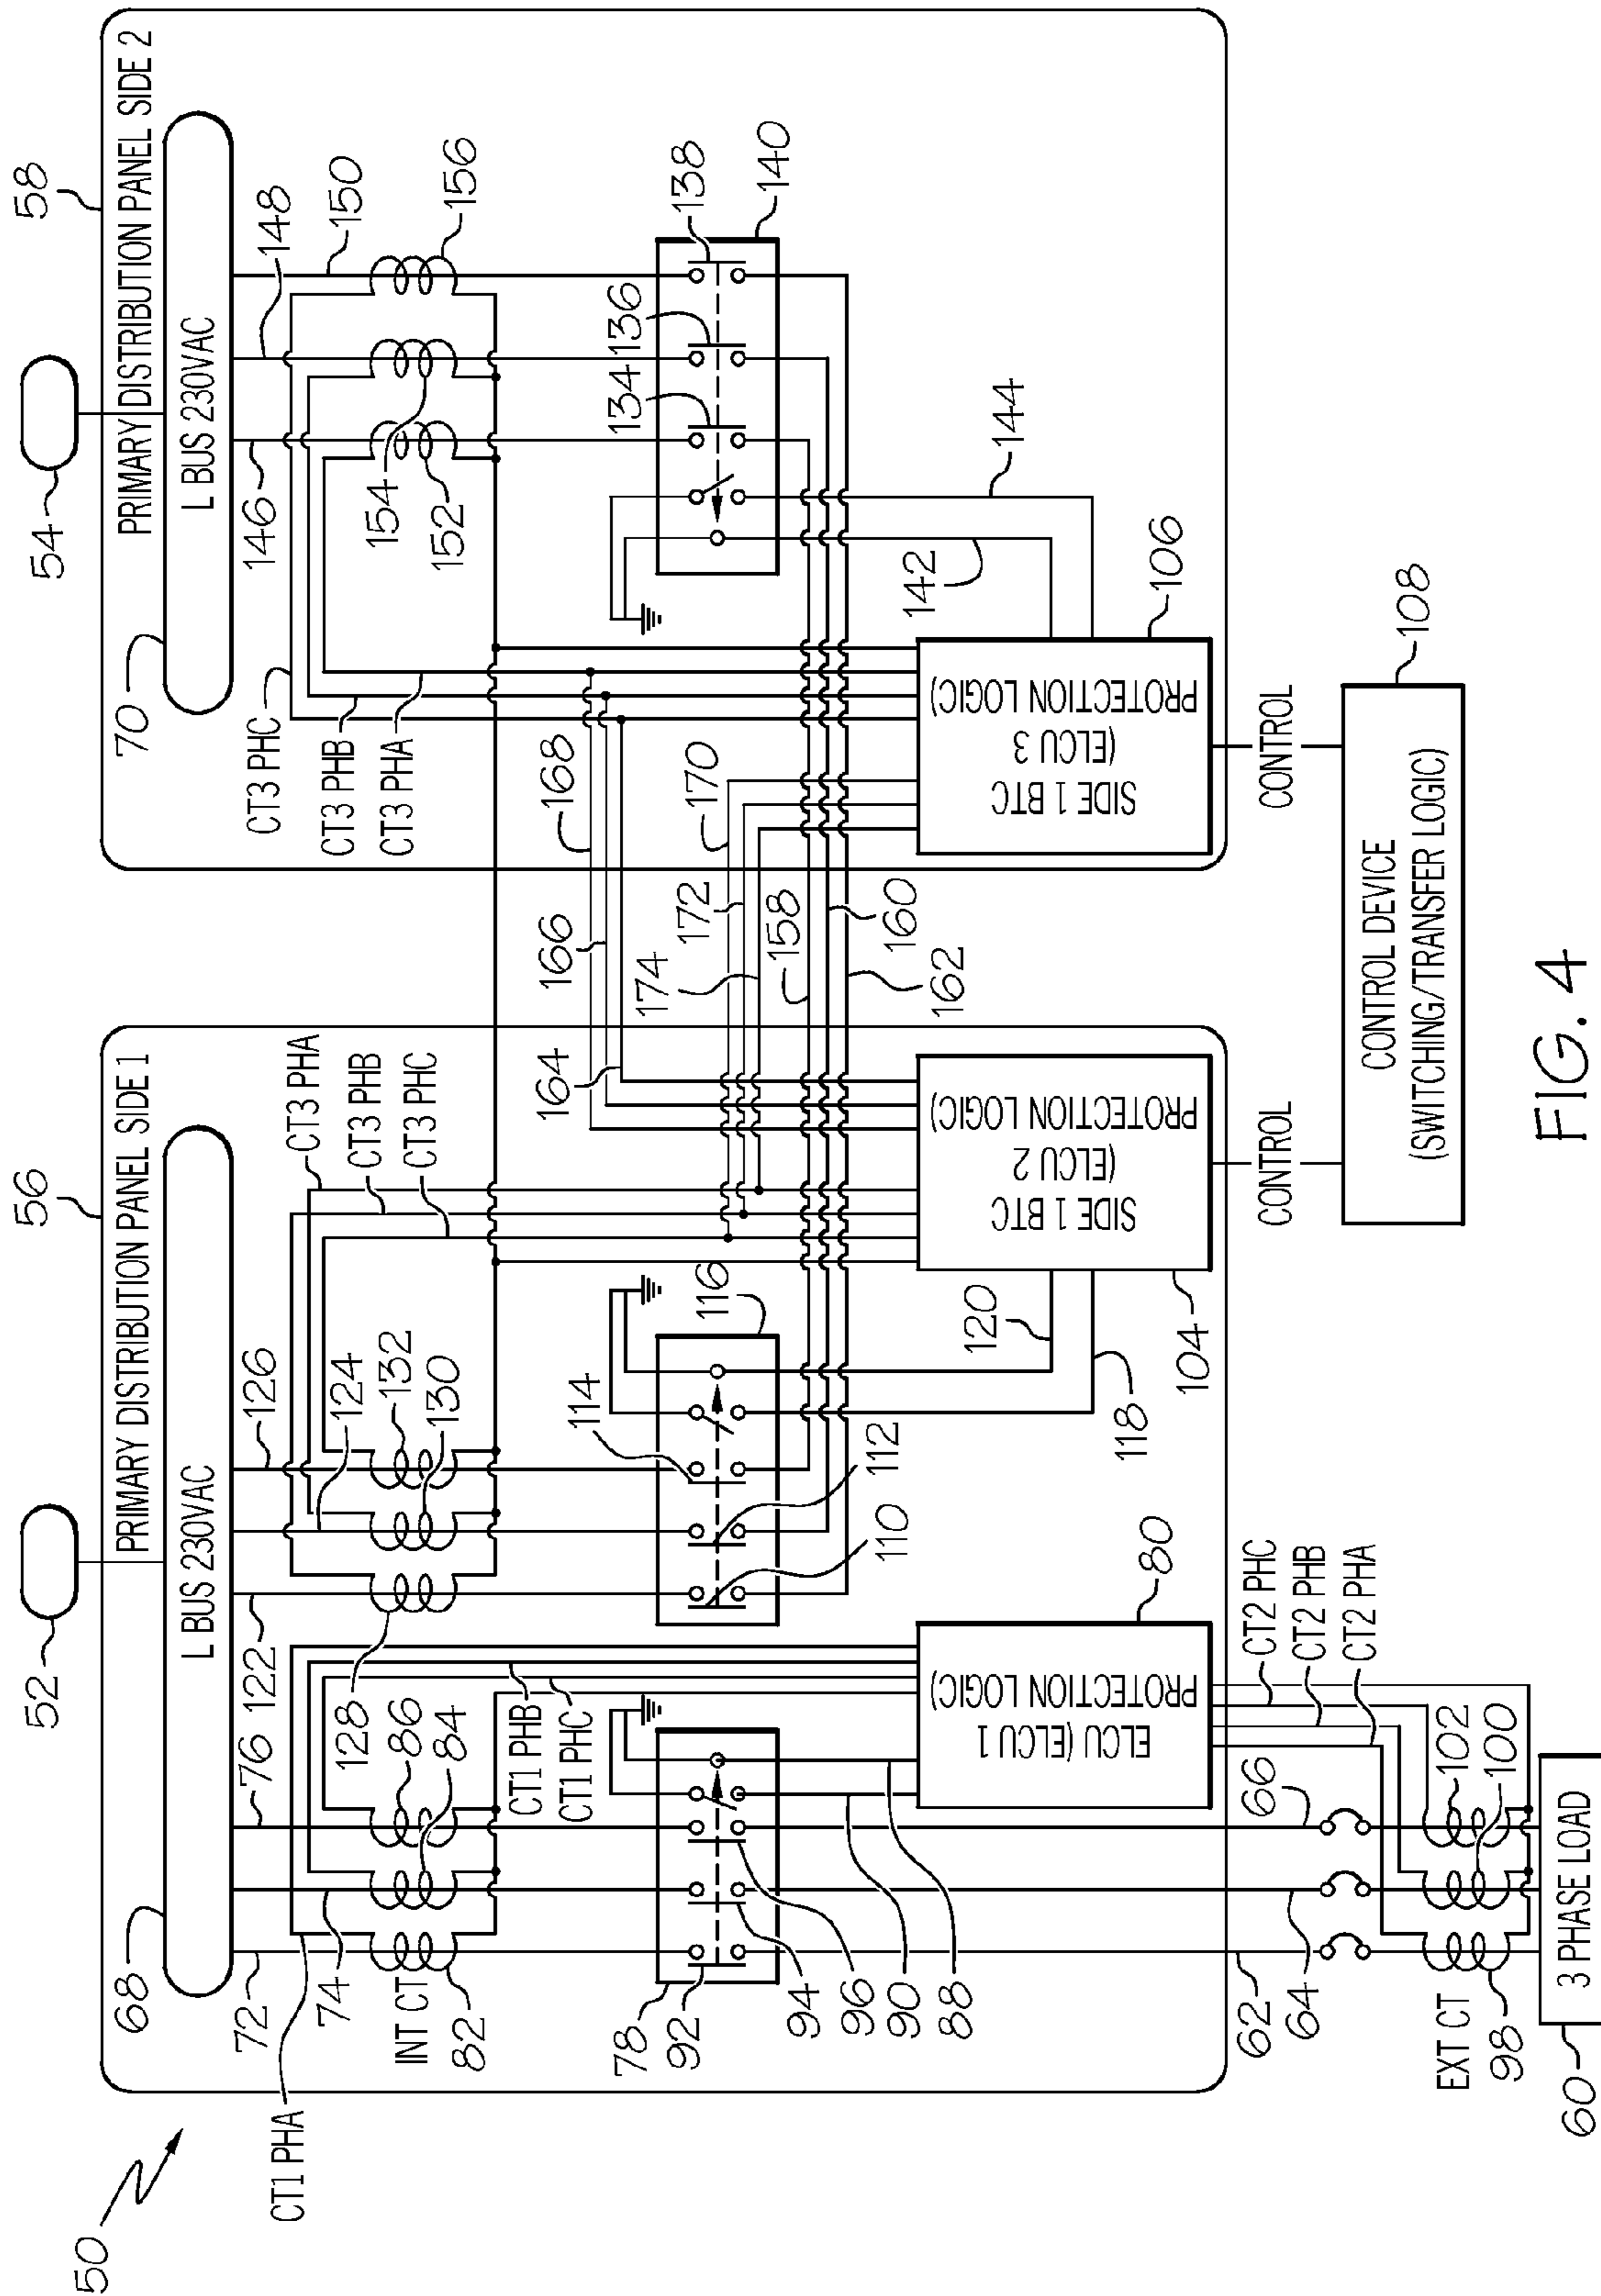 50
52
54
56
58
PRIMARY DISTRIBUTION PANEL SIDE 1
PRIMARY DISTRIBUTION PANEL SIDE 2
68
L BUS 230VAC
70
L BUS 230VAC
72
76
122
126
146
148
CT1 PHA
74
INT CT
82
86
84
128
124
132
130
CT3 PHA
CT3 PHB
CT3 PHC
CT3 PHC
CT3 PHB
CT3 PHA
154
152
150
156
CT1 PHB
CT1 PHC
78
92
94
96
90
88
114
116
112
110
164
166
168
174
172
170
158
160
162
134
136
138
140
142
144
ELCU (ELCU 1
PROTECTION LOGIC)
80
SIDE 1 BTC
(ELCU 2
PROTECTION LOGIC)
120
118
104
SIDE 1 BTC
(ELCU 3
PROTECTION LOGIC)
106
CONTROL
CONTROL
CONTROL DEVICE
(SWITCHING/TRANSFER LOGIC)
108
62
64
66
CT2 PHC
CT2 PHB
CT2 PHA
EXT CT
98
102
100
60
3 PHASE LOAD
FIG. 4